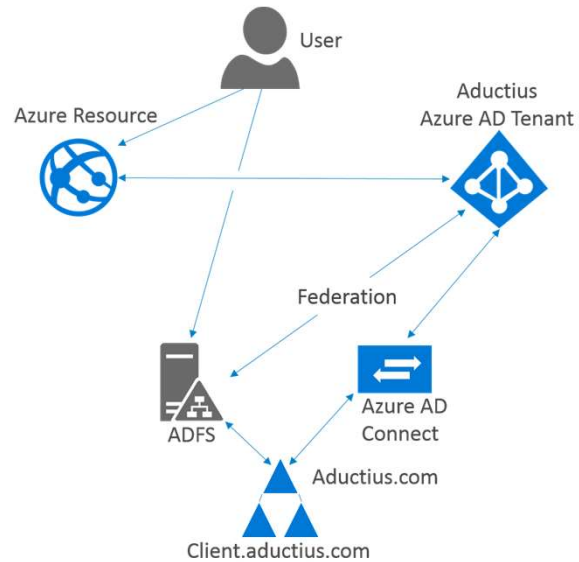 User
Azure Resource
Aductius
Azure AD Tenant
Federation
ADFS
Azure AD
Connect
Aductius.com
Client.aductius.com